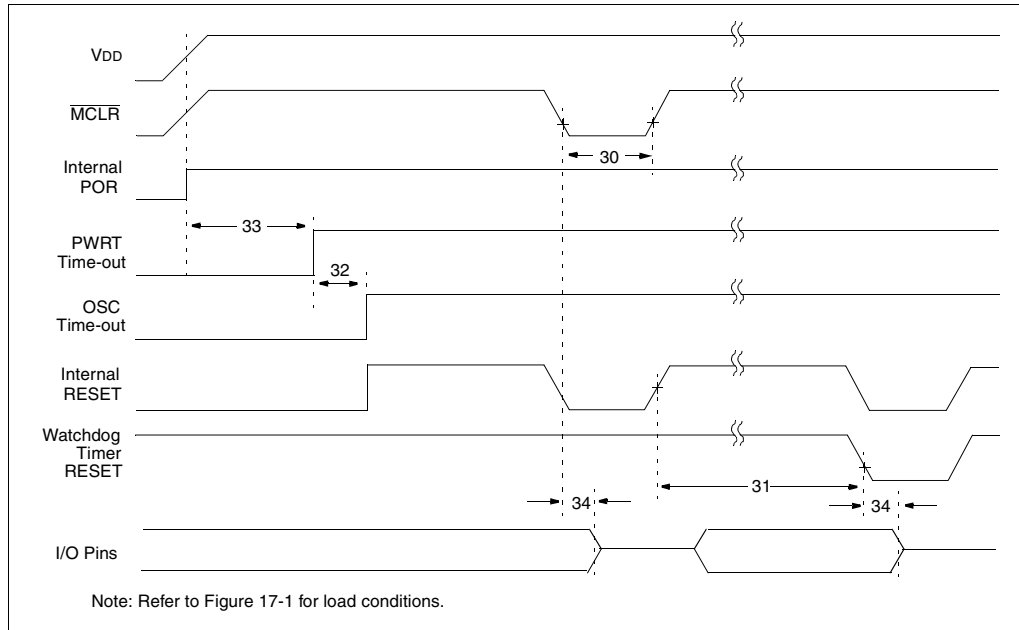 VDD
MCLR
30
Internal
POR
33
PWRT
Time-out
32
OSC
Time-out
Internal
RESET
Watchdog
Timer
RESET
31
34
34
I/O Pins
Note: Refer to Figure 17-1 for load conditions.